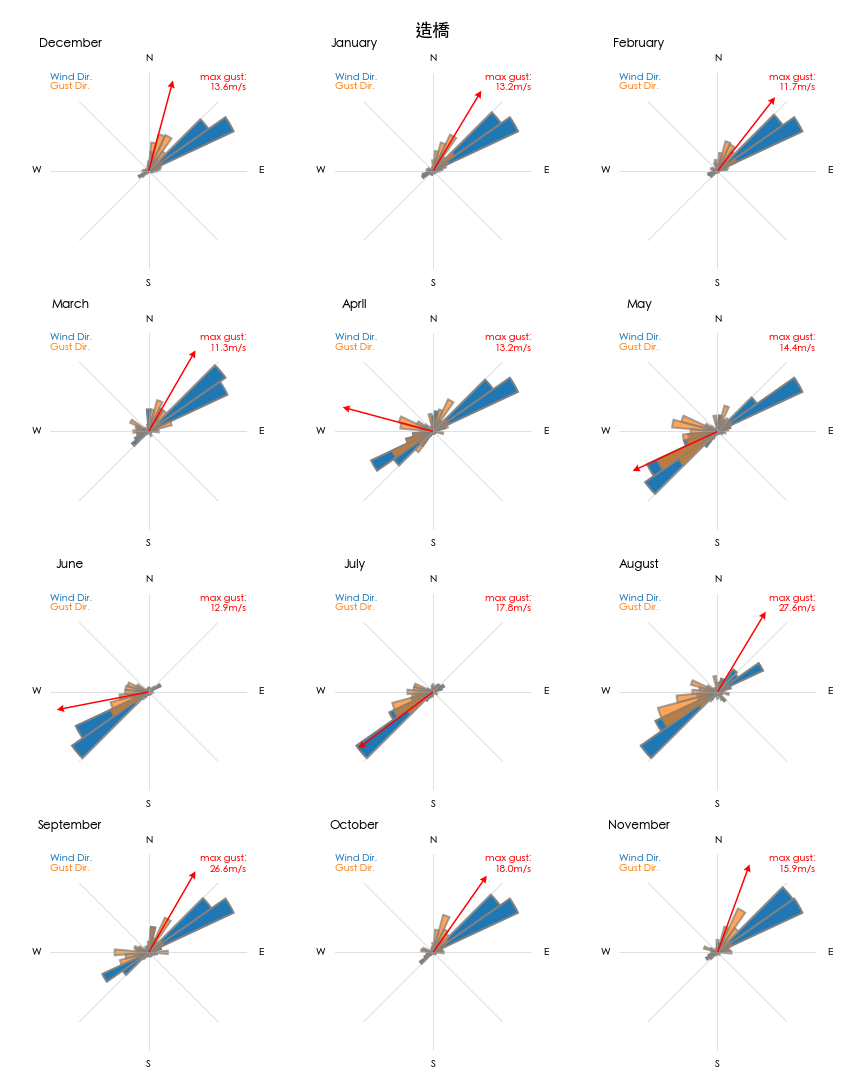 造橋
December
N
Wind Dir.
Gust Dir.
max gust:
13.6m/s
W
E
S
January
N
Wind Dir.
Gust Dir.
max gust:
13.2m/s
W
E
S
February
N
Wind Dir.
Gust Dir.
max gust:
11.7m/s
W
E
S
March
N
Wind Dir.
Gust Dir.
max gust:
11.3m/s
W
E
S
April
N
Wind Dir.
Gust Dir.
max gust:
13.2m/s
W
E
S
May
N
Wind Dir.
Gust Dir.
max gust:
14.4m/s
W
E
S
June
N
Wind Dir.
Gust Dir.
max gust:
12.9m/s
W
E
S
July
N
Wind Dir.
Gust Dir.
max gust:
17.8m/s
W
E
S
August
N
Wind Dir.
Gust Dir.
max gust:
27.6m/s
W
E
S
September
N
Wind Dir.
Gust Dir.
max gust:
26.6m/s
W
E
S
October
N
Wind Dir.
Gust Dir.
max gust:
18.0m/s
W
E
S
November
N
Wind Dir.
Gust Dir.
max gust:
15.9m/s
W
E
S